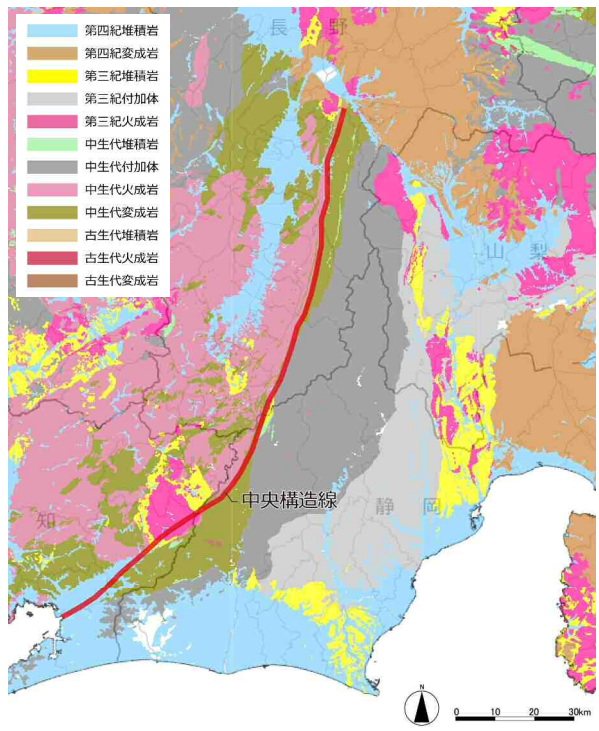 長 野
第四紀堆積岩
第四紀変成岩
第三紀堆積岩
第三紀付加体
第三紀火成岩
中生代堆積岩
中生代付加体
中生代火成岩
中生代変成岩
古生代堆積岩
古生代火成岩
古生代変成岩
山 梨
中央構造線
静 岡
知
N
0 10 20 30km